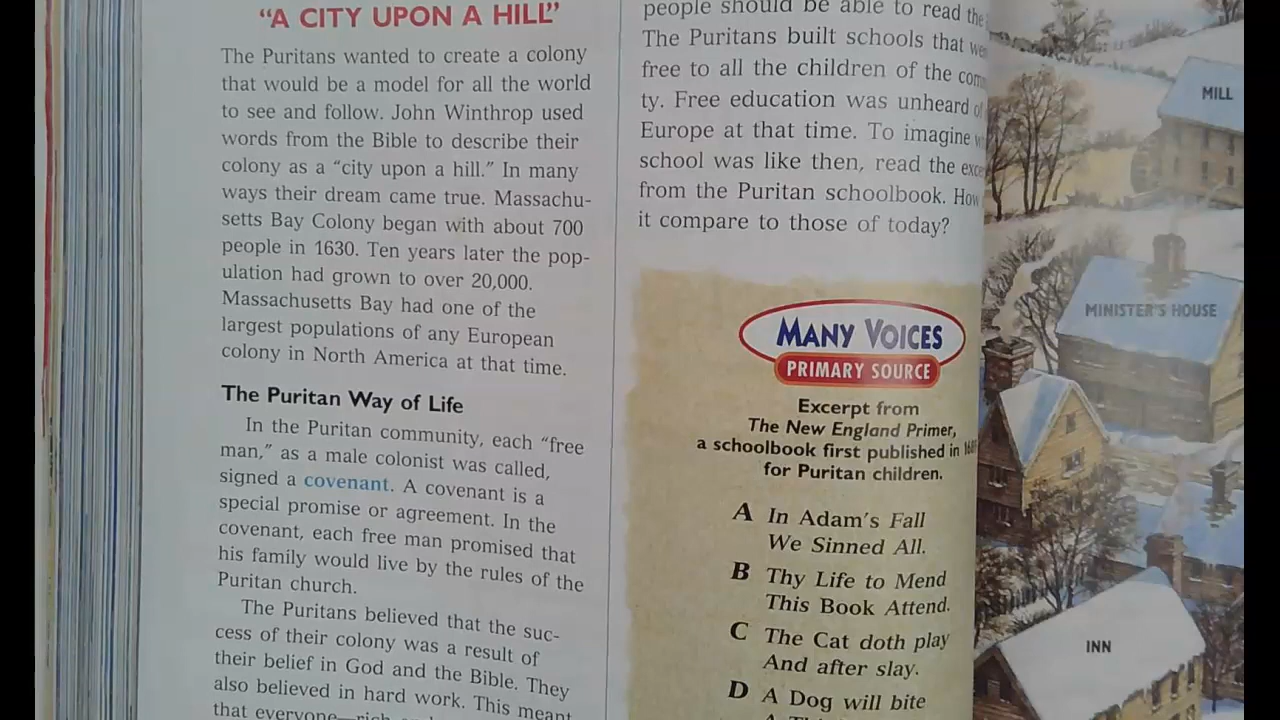 “A CITY UPON A HILL”
The Puritans wanted to create a colony
that would be a model for all the world
to see and follow. John Winthrop used
words from the Bible to describe their
colony as a “city upon a hill.” In many
ways their dream came true. Massachu-
setts Bay Colony began with about 700
people in 1630. Ten years later the pop-
ulation had grown to over 20,000.
Massachusetts Bay had one of the
largest populations of any European
colony in North America at that time.
The Puritan Way of Life
In the Puritan community, each “free
man,” as a male colonist was called,
signed a covenant. A covenant is a
special promise or agreement. In the
covenant, each free man promised that
his family would live by the rules of the
Puritan church.
The Puritans believed that the suc-
cess of their colony was a result of
their belief in God and the Bible. They
also believed in hard work. This meant
that everyone—rich
people should be able to read the
The Puritans built schools that
free to all the children of the
ty. Free education was unheard
Europe at that time. To imagine
school was like then, read the
from the Puritan schoolbook. How
it compare to those of today?
MANY VOICES
PRIMARY SOURCE
Excerpt from
The New England Primer,
a schoolbook first published in
for Puritan children.
A In Adam's Fall
We Sinned All.
B Thy Life to Mend
This Book Attend.
C The Cat doth play
And after slay.
D A Dog will bite
MILL
MINISTER'S HOUSE
INN